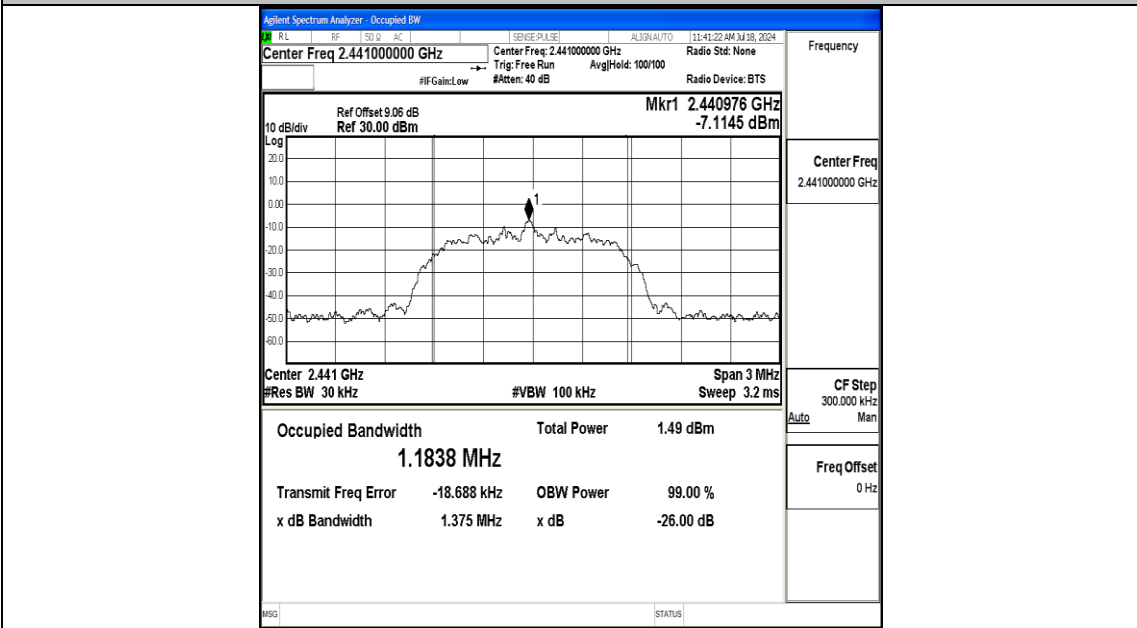 Agilent Spectrum Analyzer - Occupied BW
RL RF 50 Ω AC SENSE:PULSE ALIGN AUTO 11:41:22 AM Jul 18, 2024
Center Freq 2.441000000 GHz
Center Freq: 2.441000000 GHz
Radio Std: None
Trig: Free Run Avg|Hold: 100/100
#IFGain:Low #Atten: 40 dB Radio Device: BTS
Frequency
Ref Offset 9.06 dB
10 dB/div Ref 30.00 dBm
Mkr1 2.440976 GHz
-7.1145 dBm
Log
20.0
10.0
0.00
-10.0
-20.0
-30.0
-40.0
-50.0
-60.0
1
Center 2.441 GHz Span 3 MHz
#Res BW 30 kHz #VBW 100 kHz Sweep 3.2 ms
Center Freq
2.441000000 GHz
CF Step
300.000 kHz
Auto Man
Freq Offset
0 Hz
Occupied Bandwidth Total Power 1.49 dBm
1.1838 MHz
Transmit Freq Error -18.688 kHz OBW Power 99.00 %
x dB Bandwidth 1.375 MHz x dB -26.00 dB
MSG STATUS